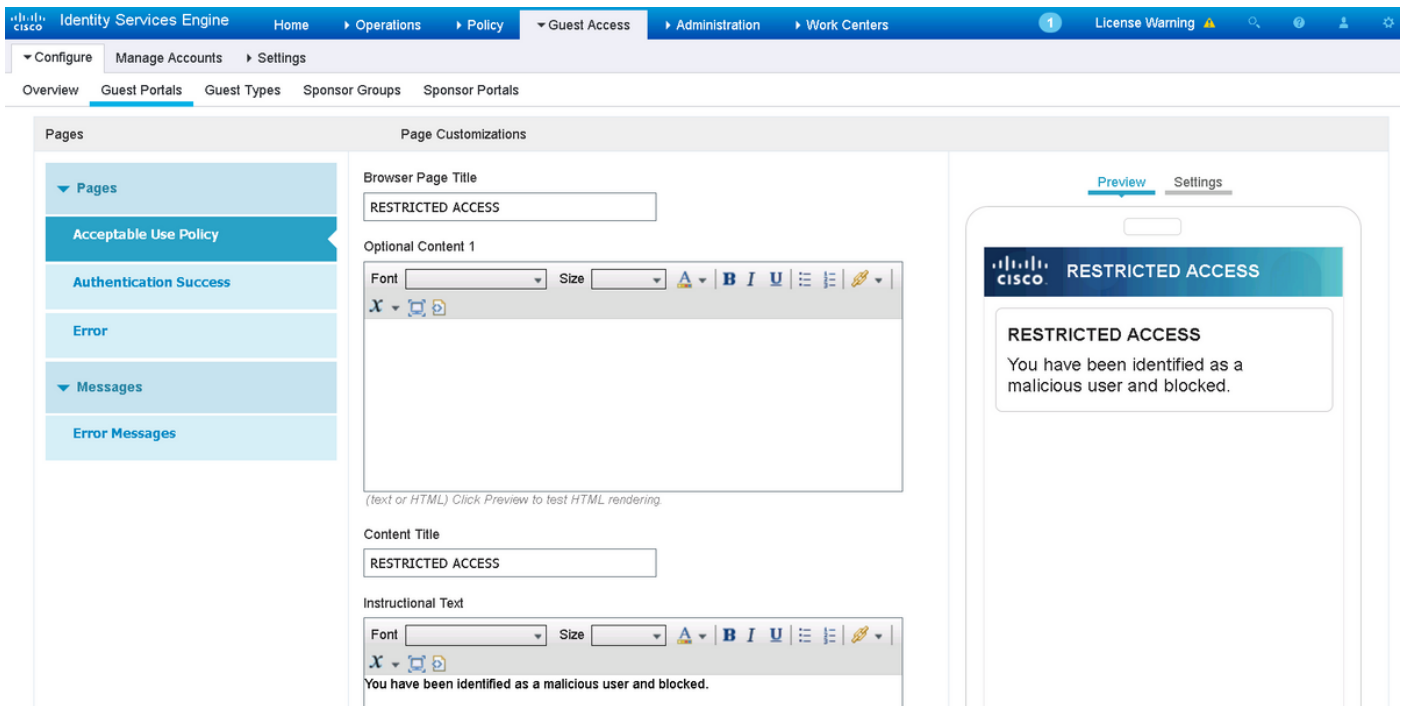 cisco Identity Services Engine Home Operations Policy Guest Access Administration Work Centers 1 License Warning
Configure Manage Accounts Settings
Overview Guest Portals Guest Types Sponsor Groups Sponsor Portals
Pages Page Customizations
Pages
Acceptable Use Policy
Authentication Success
Error
Messages
Error Messages
Browser Page Title
RESTRICTED ACCESS
Optional Content 1
Font Size A B I U
X
(text or HTML) Click Preview to test HTML rendering.
Content Title
RESTRICTED ACCESS
Instructional Text
Font Size A B I U
X
You have been identified as a malicious user and blocked.
Preview Settings
CISCO. RESTRICTED ACCESS
RESTRICTED ACCESS
You have been identified as a
malicious user and blocked.